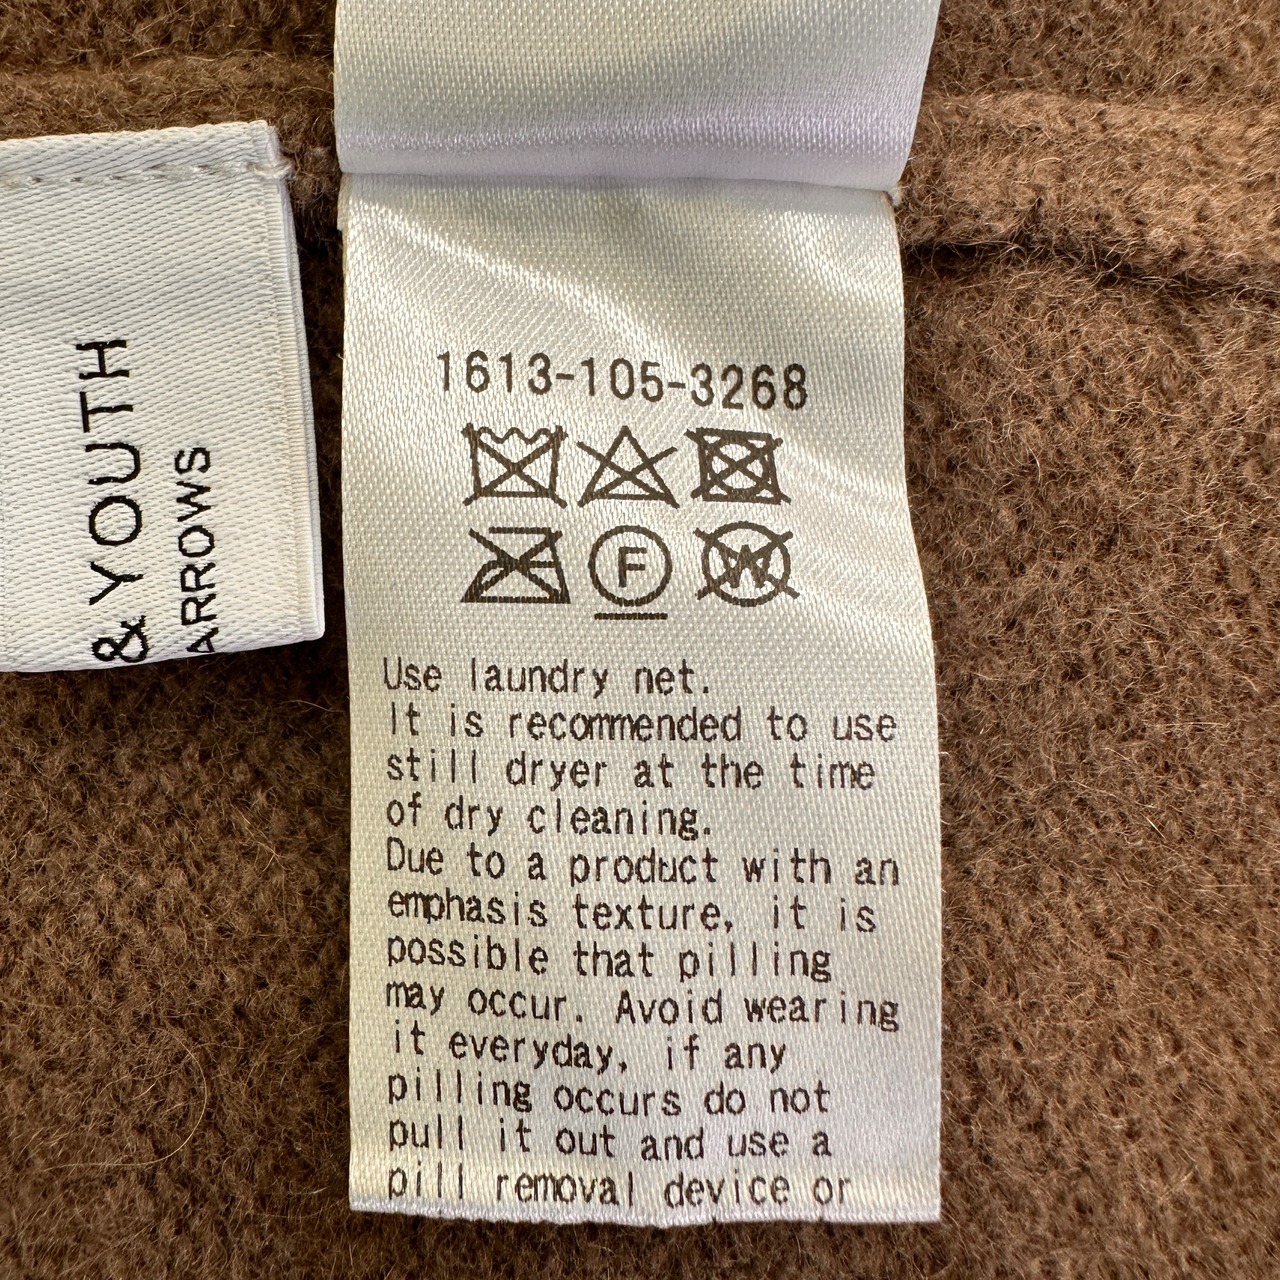 & YOUTH
ARROWS
1613-105-3268
F
W
Use laundry net.
It is recommended to use
still dryer at the time
of dry cleaning.
Due to a product with an
emphasis texture, it is
possible that pilling
may occur. Avoid wearing
it everyday, if any
pilling occurs do not
pull it out and use a
pill removal device or